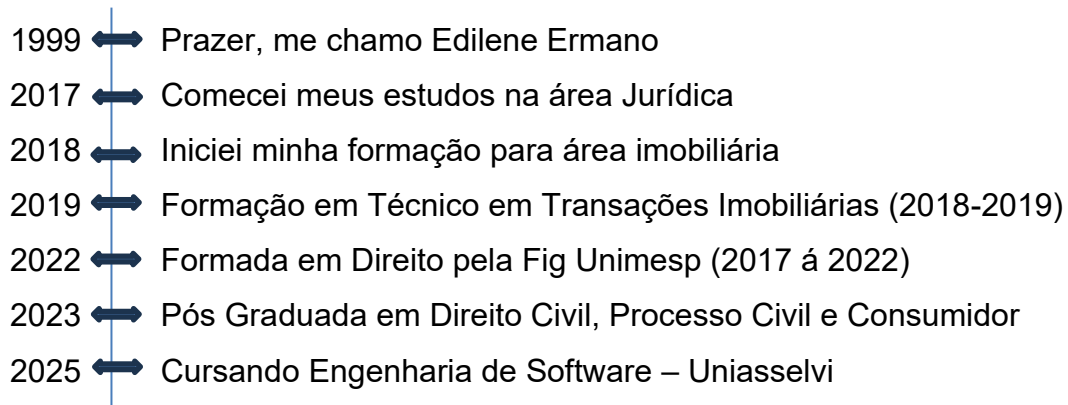 1999 Prazer, me chamo Edilene Ermano
2017 Comecei meus estudos na área Jurídica
2018 Iniciei minha formação para área imobiliária
2019 Formação em Técnico em Transações Imobiliárias (2018-2019)
2022 Formada em Direito pela Fig Unimesp (2017 á 2022)
2023 Pós Graduada em Direito Civil, Processo Civil e Consumidor
2025 Cursando Engenharia de Software – Uniasselvi